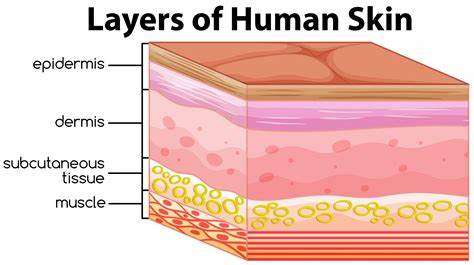 Layers of Human Skin
epidermis
dermis
subcutaneous
tissue
muscle